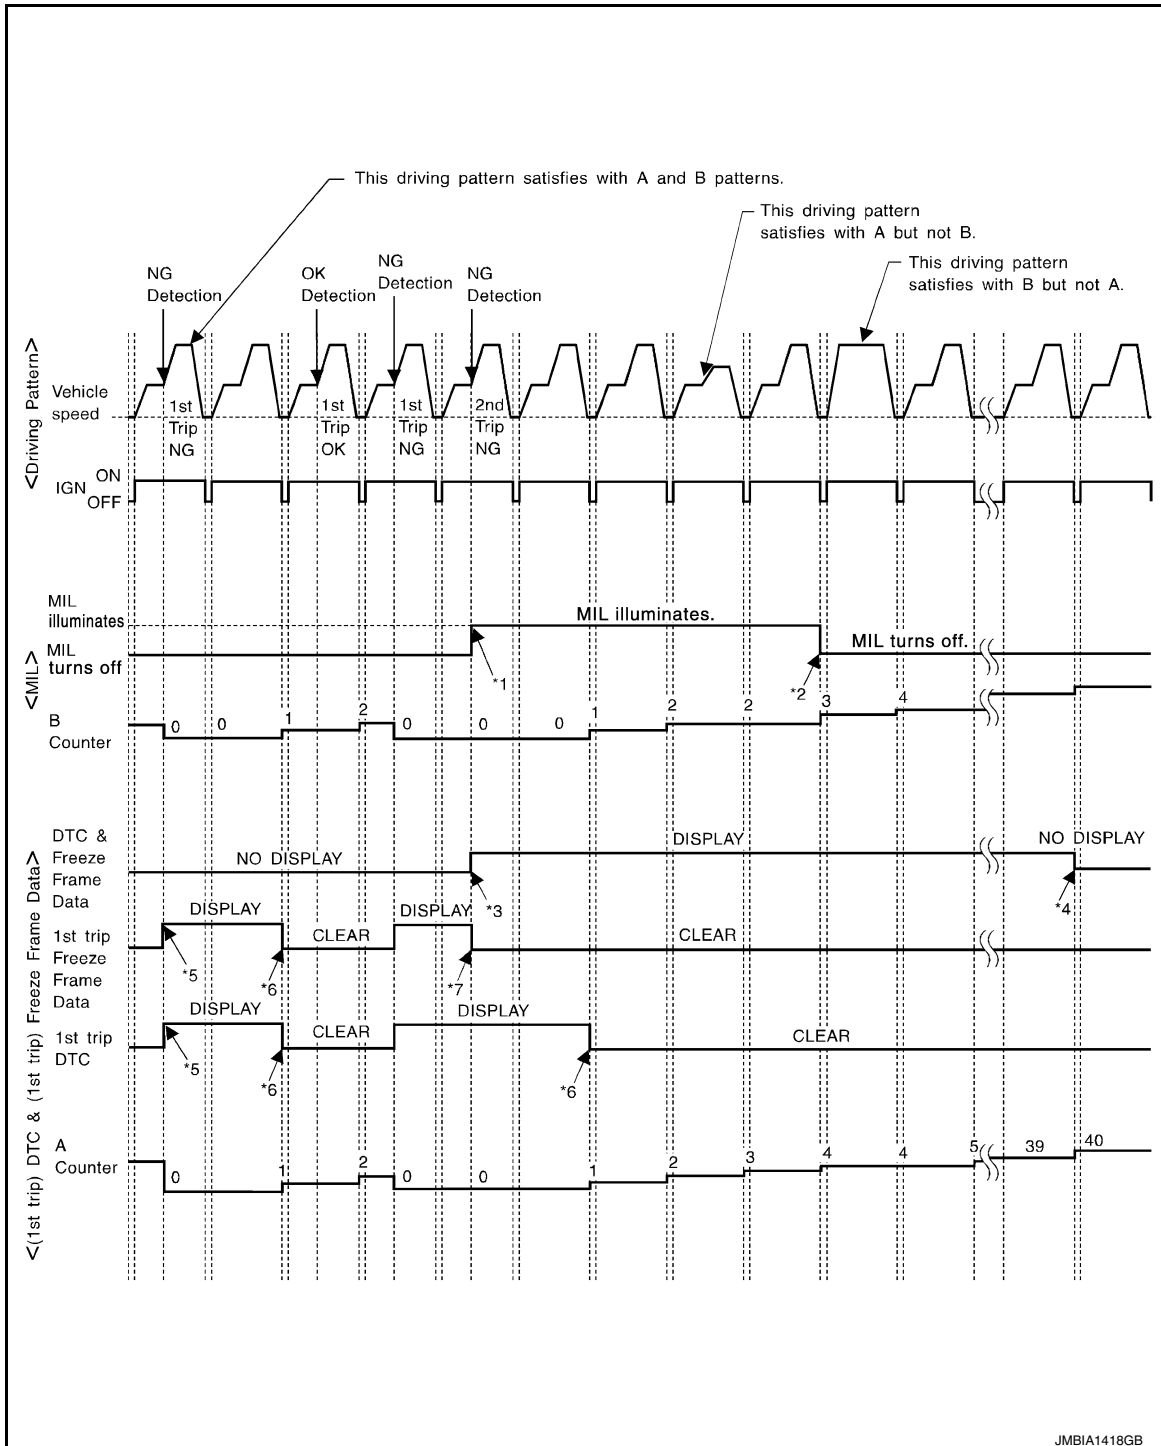 This driving pattern satisfies with A and B patterns.
This driving pattern
satisfies with A but not B.
This driving pattern
satisfies with B but not A.
NG
Detection
OK
Detection
NG
Detection
NG
Detection
<Driving Pattern>
Vehicle
speed
1st
Trip
NG
1st
Trip
OK
1st
Trip
NG
2nd
Trip
NG
IGN ON
OFF
<MIL>
MIL
illuminates
MIL illuminates.
MIL
turns off
MIL turns off.
*1
*2
B
Counter
0 0 1 2 0 0 0 1 2 2 3 4
<(1st trip) DTC & (1st trip) Freeze Frame Data>
DTC &
Freeze
Frame
Data
NO DISPLAY
DISPLAY
NO DISPLAY
*3
*4
1st trip
Freeze
Frame
Data
DISPLAY
CLEAR
DISPLAY
CLEAR
*5
*6
*7
1st trip
DTC
DISPLAY
CLEAR
DISPLAY
CLEAR
*5
*6
*6
A
Counter
0 1 2 0 0 1 2 3 4 4 5 39 40
JMBIA1418GB